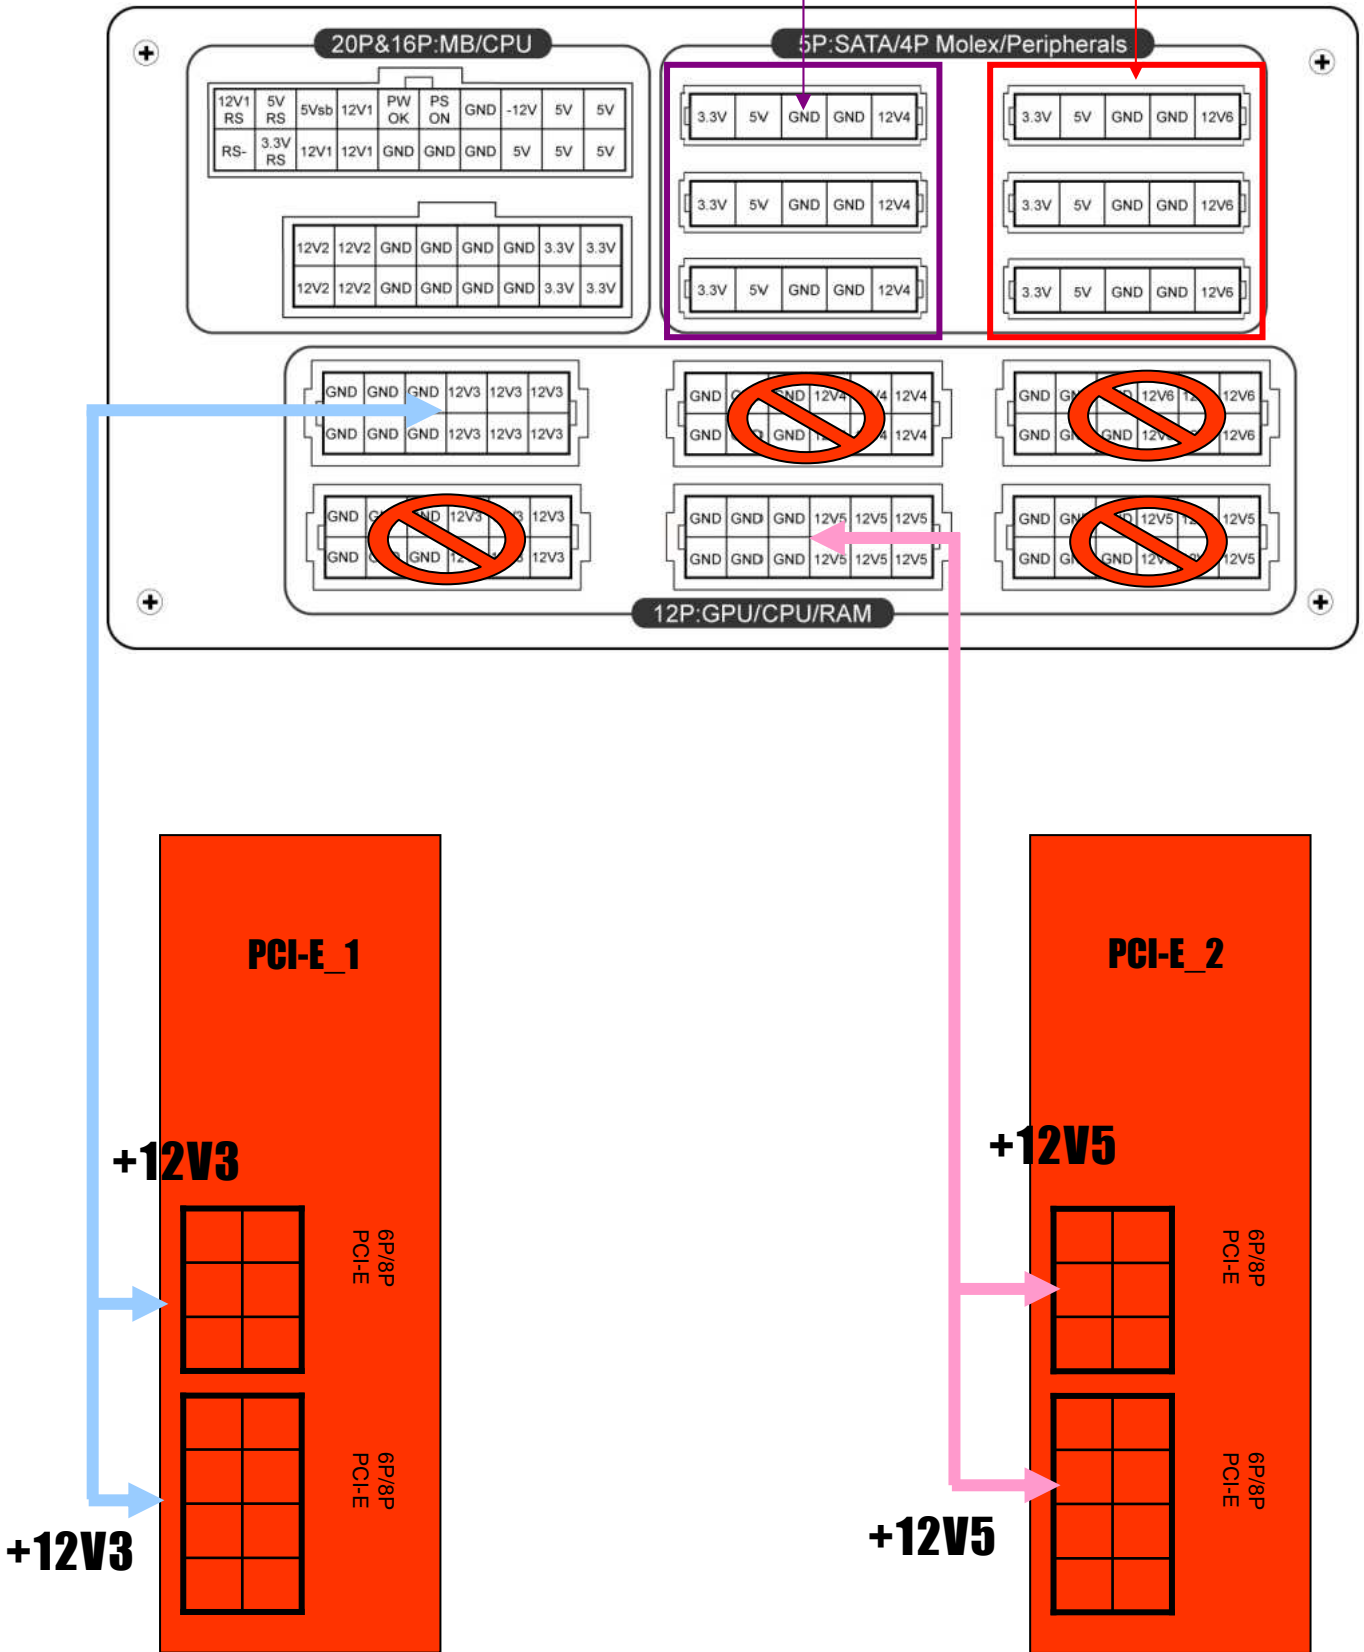 20P&16P:MB/CPU
12V1 RS 5V RS 5Vsb 12V1 PW OK PS ON GND -12V 5V 5V
RS- 3.3V RS 12V1 12V1 GND GND GND 5V 5V 5V
12V2 12V2 GND GND GND GND 3.3V 3.3V
12V2 12V2 GND GND GND GND 3.3V 3.3V
5P:SATA/4P Molex/Peripherals
3.3V 5V GND GND 12V4
3.3V 5V GND GND 12V6
3.3V 5V GND GND 12V4
3.3V 5V GND GND 12V6
3.3V 5V GND GND 12V4
3.3V 5V GND GND 12V6
GND GND GND 12V3 12V3 12V3
GND GND GND 12V3 12V3 12V3
GND 12V4 12V4
GND GND 12V4
GND 12V6 12V6
GND GND 12V6
GND 12V3 12V3
GND GND 12V3
GND GND GND 12V5 12V5 12V5
GND GND GND 12V5 12V5 12V5
GND 12V5 12V5
GND GND 12V5
12P:GPU/CPU/RAM
PCI-E_1
+12V3
6P/8P
PCI-E
6P/8P
PCI-E
+12V3
PCI-E_2
+12V5
6P/8P
PCI-E
6P/8P
PCI-E
+12V5